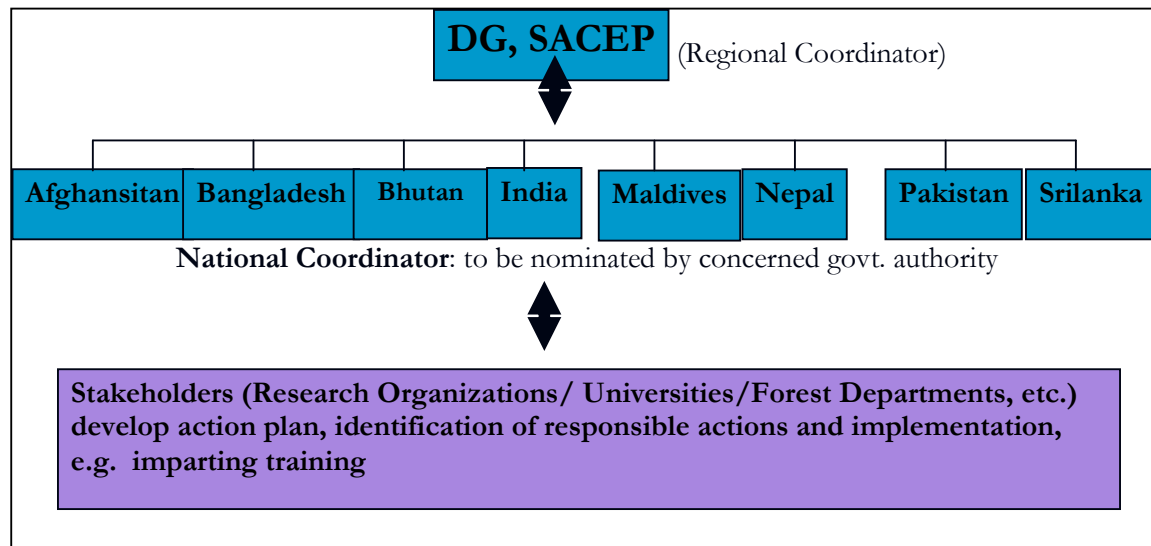 DG, SACEP (Regional Coordinator)
Afghansitan Bangladesh Bhutan India Maldives Nepal Pakistan Srilanka
National Coordinator: to be nominated by concerned govt. authority
Stakeholders (Research Organizations/ Universities/Forest Departments, etc.)
develop action plan, identification of responsible actions and implementation,
e.g. imparting training